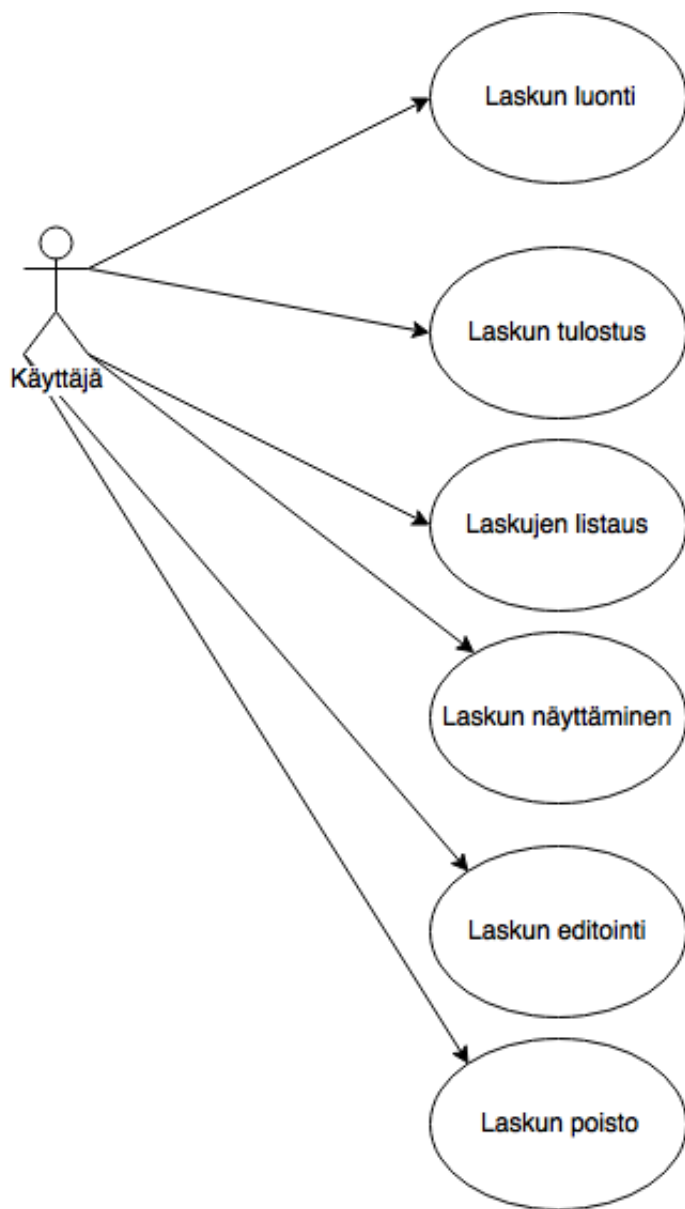 Laskun luonti
Käyttäjä
Laskun tulostus
Laskujen listaus
Laskun näyttäminen
Laskun editointi
Laskun poisto